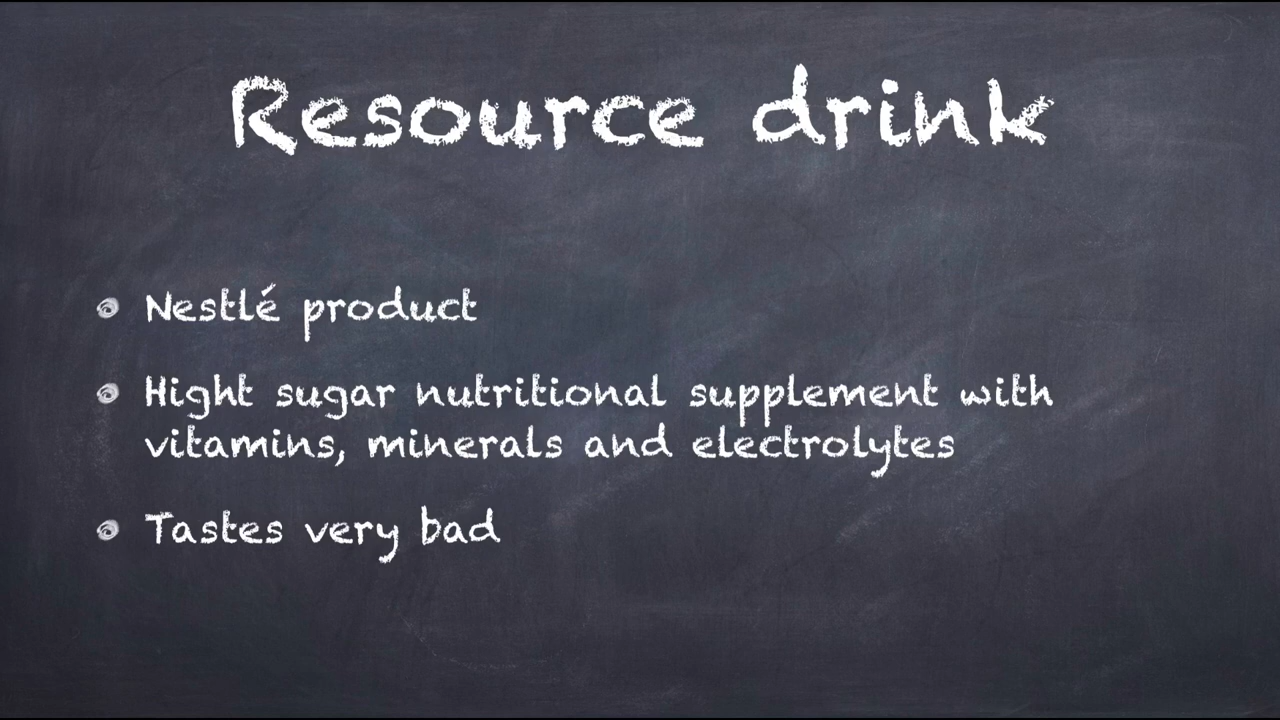 Resource drink
Nestlé product
Hight sugar nutritional supplement with
vitamins, minerals and electrolytes
Tastes very bad